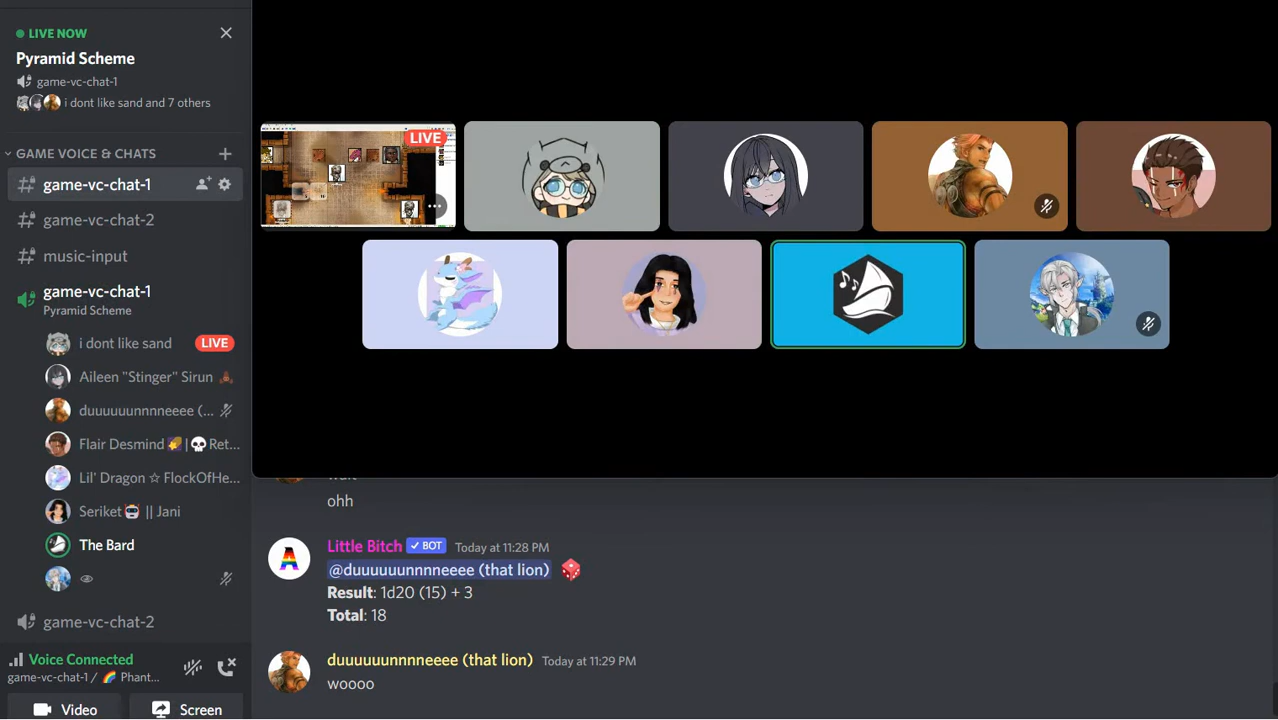 LIVE NOW
Pyramid Scheme
game-vc-chat-1
i dont like sand and 7 others
GAME VOICE & CHATS
game-vc-chat-1
game-vc-chat-2
music-input
game-vc-chat-1
Pyramid Scheme
i dont like sand LIVE
Aileen "Stinger" Sirun
duuuuuunnnneeee (...
Flair Desmind 🌠|💀Ret...
Lil' Dragon ☆ FlockOfHe...
Seriket || Jani
The Bard
game-vc-chat-2
Voice Connected
game-vc-chat-1 / 🌈 Phant...
Video
Screen
LIVE
ohh
Little Bitch ✓ BOT Today at 11:28 PM
@duuuuuunnnneeee (that lion) 🎲
Result: 1d20 (15) + 3
Total: 18
duuuuuunnnneeee (that lion) Today at 11:29 PM
woooo